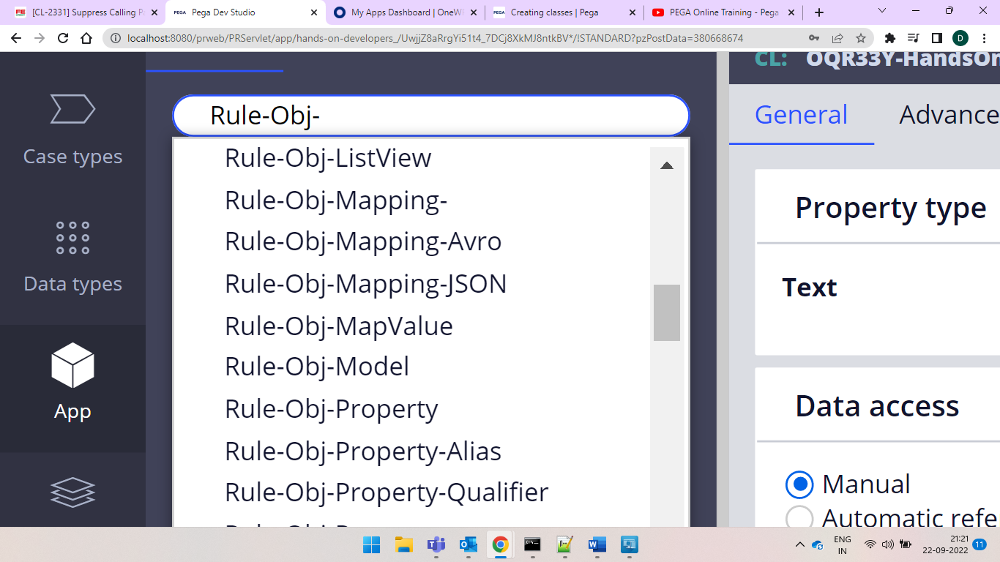 [CL-2331] Suppress Calling P
Pega Dev Studio
My Apps Dashboard | OneW
Creating classes | Pega
PEGA Online Training - Pega
localhost:8080/prweb/PRServlet/app/hands-on-developers_/UwjjZ8aRrgYi51t4_7DCj8XkMJ8ntkBV*/!STANDARD?pzPostData=380668674
D
Case types
Data types
App
Rule-Obj-
Rule-Obj-ListView
Rule-Obj-Mapping-
Rule-Obj-Mapping-Avro
Rule-Obj-Mapping-JSON
Rule-Obj-MapValue
Rule-Obj-Model
Rule-Obj-Property
Rule-Obj-Property-Alias
Rule-Obj-Property-Qualifier
CL: OQR33Y-HandsOn
General Advance
Property type
Text
Data access
Manual
Automatic refe
ENG
IN
21:21
22-09-2022
11